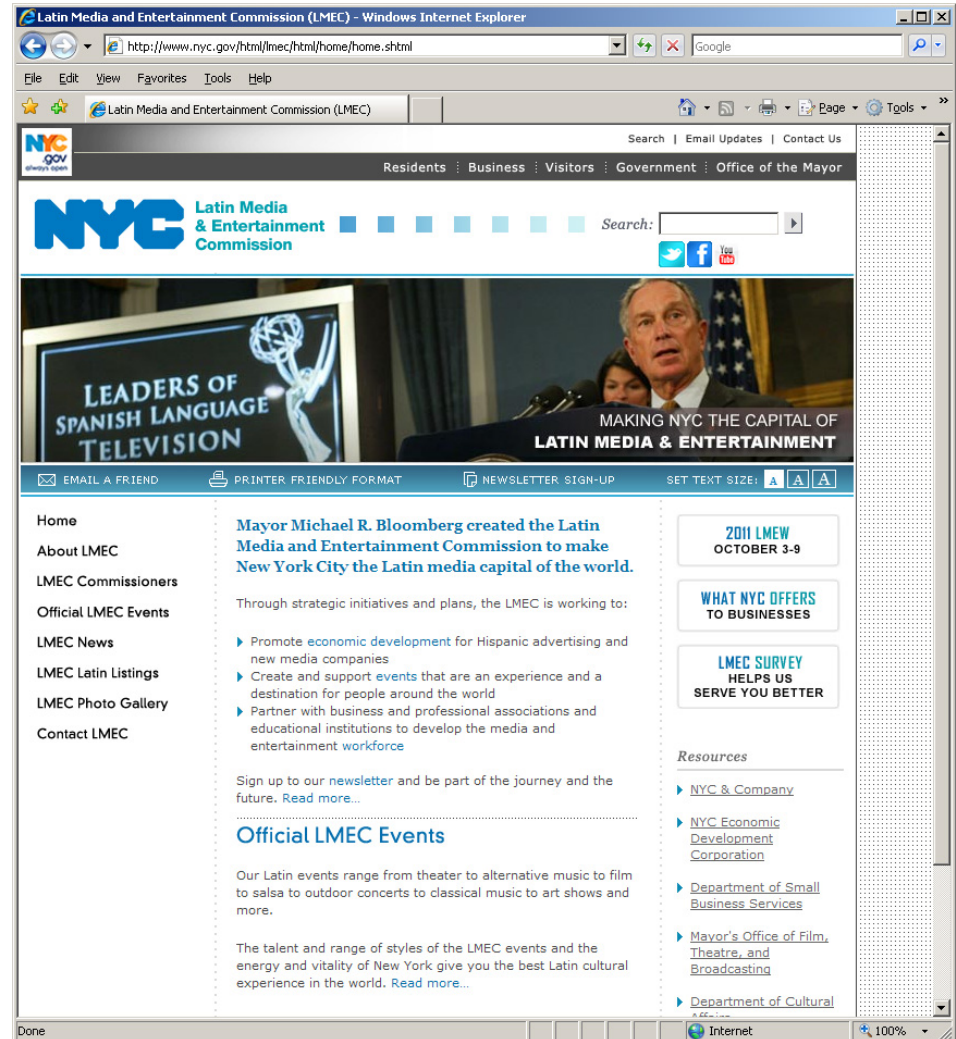 Latin Media and Entertainment Commission (LMEC) - Windows Internet Explorer
http://www.nyc.gov/html/lmec/html/home/home.shtml
Google
File Edit View Favorites Tools Help
Latin Media and Entertainment Commission (LMEC)
Page Tools »
NYC
.gov
always open
Search | Email Updates | Contact Us
Residents Business Visitors Government Office of the Mayor
NYC
Latin Media
& Entertainment
Commission
Search:
You
Tube
LEADERS OF
SPANISH LANGUAGE
TELEVISION
MAKING NYC THE CAPITAL OF
LATIN MEDIA & ENTERTAINMENT
EMAIL A FRIEND PRINTER FRIENDLY FORMAT NEWSLETTER SIGN-UP SET TEXT SIZE: A A A
Home
About LMEC
LMEC Commissioners
Official LMEC Events
LMEC News
LMEC Latin Listings
LMEC Photo Gallery
Contact LMEC
Mayor Michael R. Bloomberg created the Latin
Media and Entertainment Commission to make
New York City the Latin media capital of the world.
Through strategic initiatives and plans, the LMEC is working to:
Promote economic development for Hispanic advertising and
new media companies
Create and support events that are an experience and a
destination for people around the world
Partner with business and professional associations and
educational institutions to develop the media and
entertainment workforce
Sign up to our newsletter and be part of the journey and the
future. Read more...
Official LMEC Events
Our Latin events range from theater to alternative music to film
to salsa to outdoor concerts to classical music to art shows and
more.
The talent and range of styles of the LMEC events and the
energy and vitality of New York give you the best Latin cultural
experience in the world. Read more...
2011 LMEW
OCTOBER 3-9
WHAT NYC OFFERS
TO BUSINESSES
LMEC SURVEY
HELPS US
SERVE YOU BETTER
Resources
NYC & Company
NYC Economic
Development
Corporation
Department of Small
Business Services
Mayor's Office of Film,
Theatre, and
Broadcasting
Department of Cultural
Done
Internet
100%